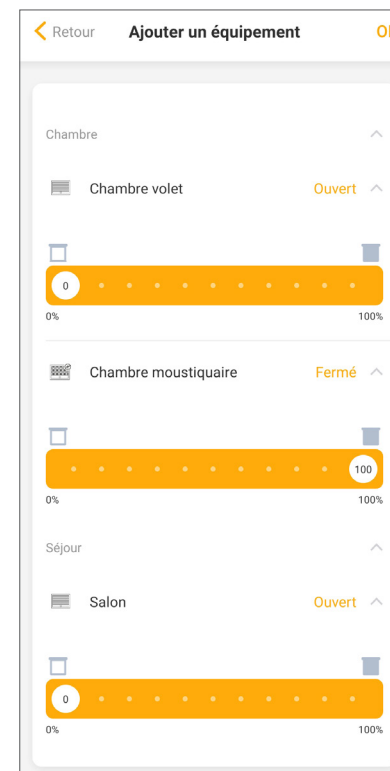 Retour Ajouter un équipement
Chambre
Chambre volet Ouvert
0
0% 100%
Chambre moustiquaire Fermé
100
0% 100%
Séjour
Salon Ouvert
0
0% 100%